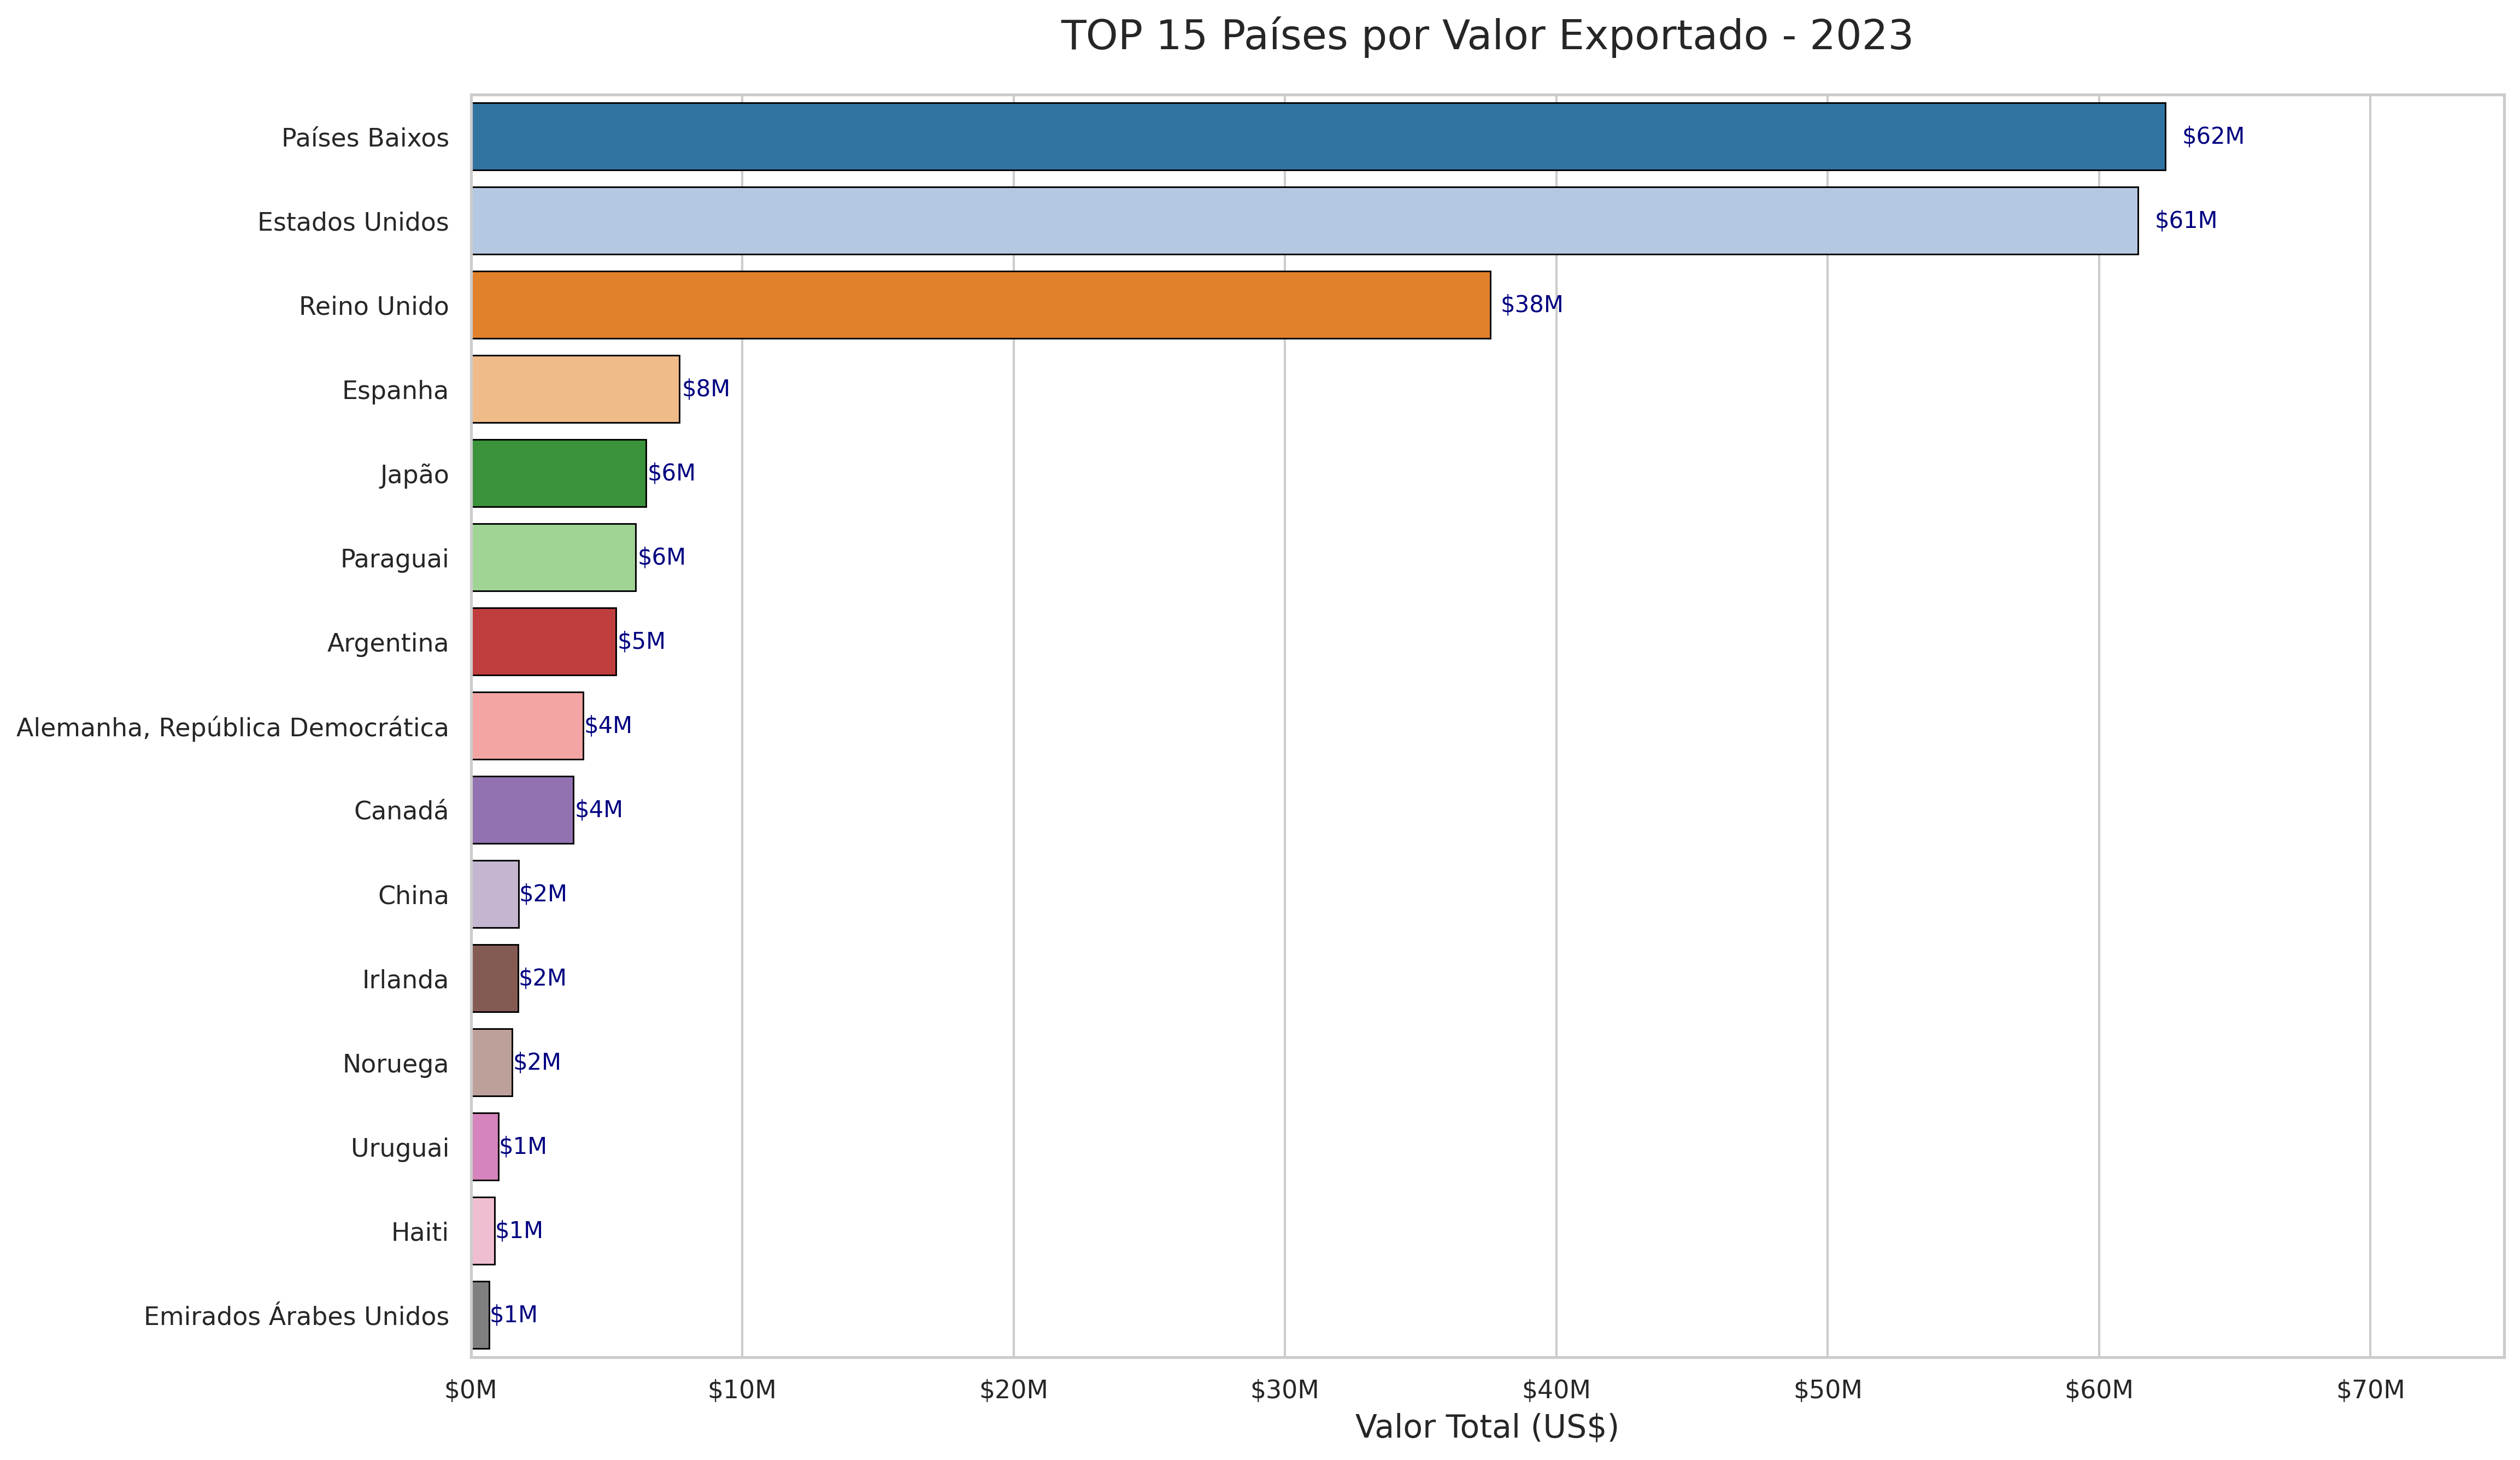 TOP 15 Países por Valor Exportado - 2023
Países Baixos $62M
Estados Unidos $61M
Reino Unido $38M
Espanha $8M
Japão $6M
Paraguai $6M
Argentina $5M
Alemanha, República Democrática $4M
Canadá $4M
China $2M
Irlanda $2M
Noruega $2M
Uruguai $1M
Haiti $1M
Emirados Árabes Unidos $1M
$0M $10M $20M $30M $40M $50M $60M $70M
Valor Total (US$)